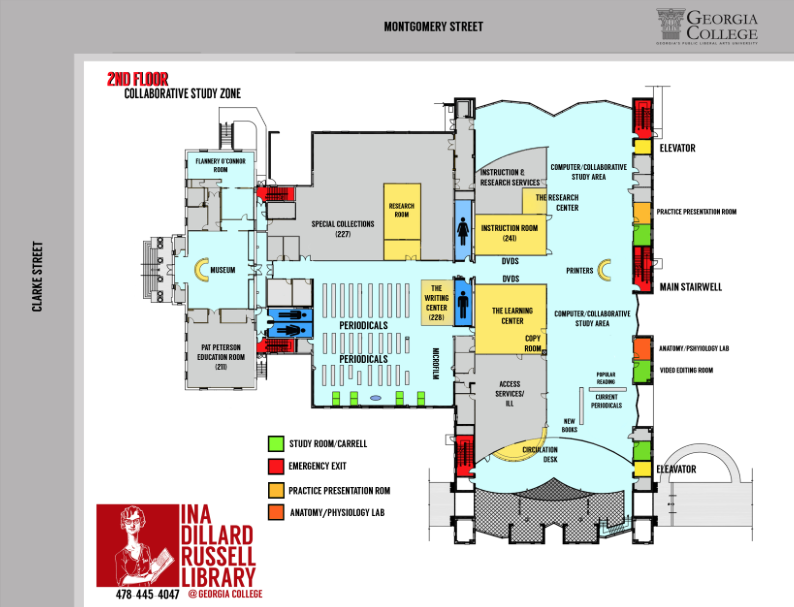 MONTGOMERY STREET
GEORGIA
COLLEGE
GEORGIA'S PUBLIC LIBERAL ARTS UNIVERSITY
2ND FLOOR
COLLABORATIVE STUDY ZONE
CLARKE STREET
FLANNERY O'CONNOR
ROOM
MUSEUM
PAT PETERSON
EDUCATION ROOM
(211)
SPECIAL COLLECTIONS
(227)
RESEARCH
ROOM
INSTRUCTION &
RESEARCH SERVICES
COMPUTER/COLLABORATIVE
STUDY AREA
THE RESEARCH
CENTER
INSTRUCTION ROOM
(241)
DVDS
DVDS
PRINTERS
ELEVATOR
PRACTICE PRESENTATION ROOM
MAIN STAIRWELL
THE
WRITING
CENTER
(228)
THE LEARNING
CENTER
COPY
ROOM
COMPUTER/COLLABORATIVE
STUDY AREA
PERIODICALS
PERIODICALS
MICROFILM
ANATOMY/PSHYIOLOGY LAB
VIDEO EDITING ROOM
POPULAR
READING
CURRENT
PERIODICALS
ACCESS
SERVICES/
ILL
NEW
BOOKS
CIRCULATION
DESK
ELEAVATOR
STUDY ROOM/CARRELL
EMERGENCY EXIT
PRACTICE PRESENTATION ROM
ANATOMY/PHYSIOLOGY LAB
INA
DILLARD
RUSSELL
LIBRARY
478-445-4047 @ GEORGIA COLLEGE